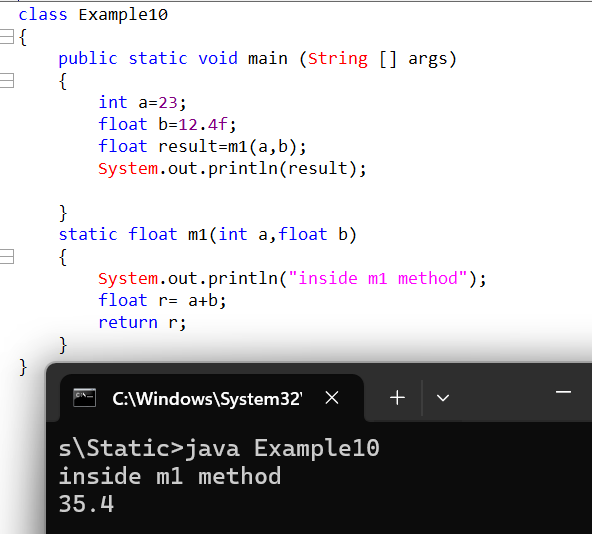 class Example10
{
    public static void main (String [] args)
    {
        int a=23;
        float b=12.4f;
        float result=m1(a,b);
        System.out.println(result);

    }
    static float m1(int a,float b)
    {
        System.out.println("inside m1 method");
        float r= a+b;
        return r;
    }
}
C:\Windows\System32\
s\Static>java Example10
inside m1 method
35.4